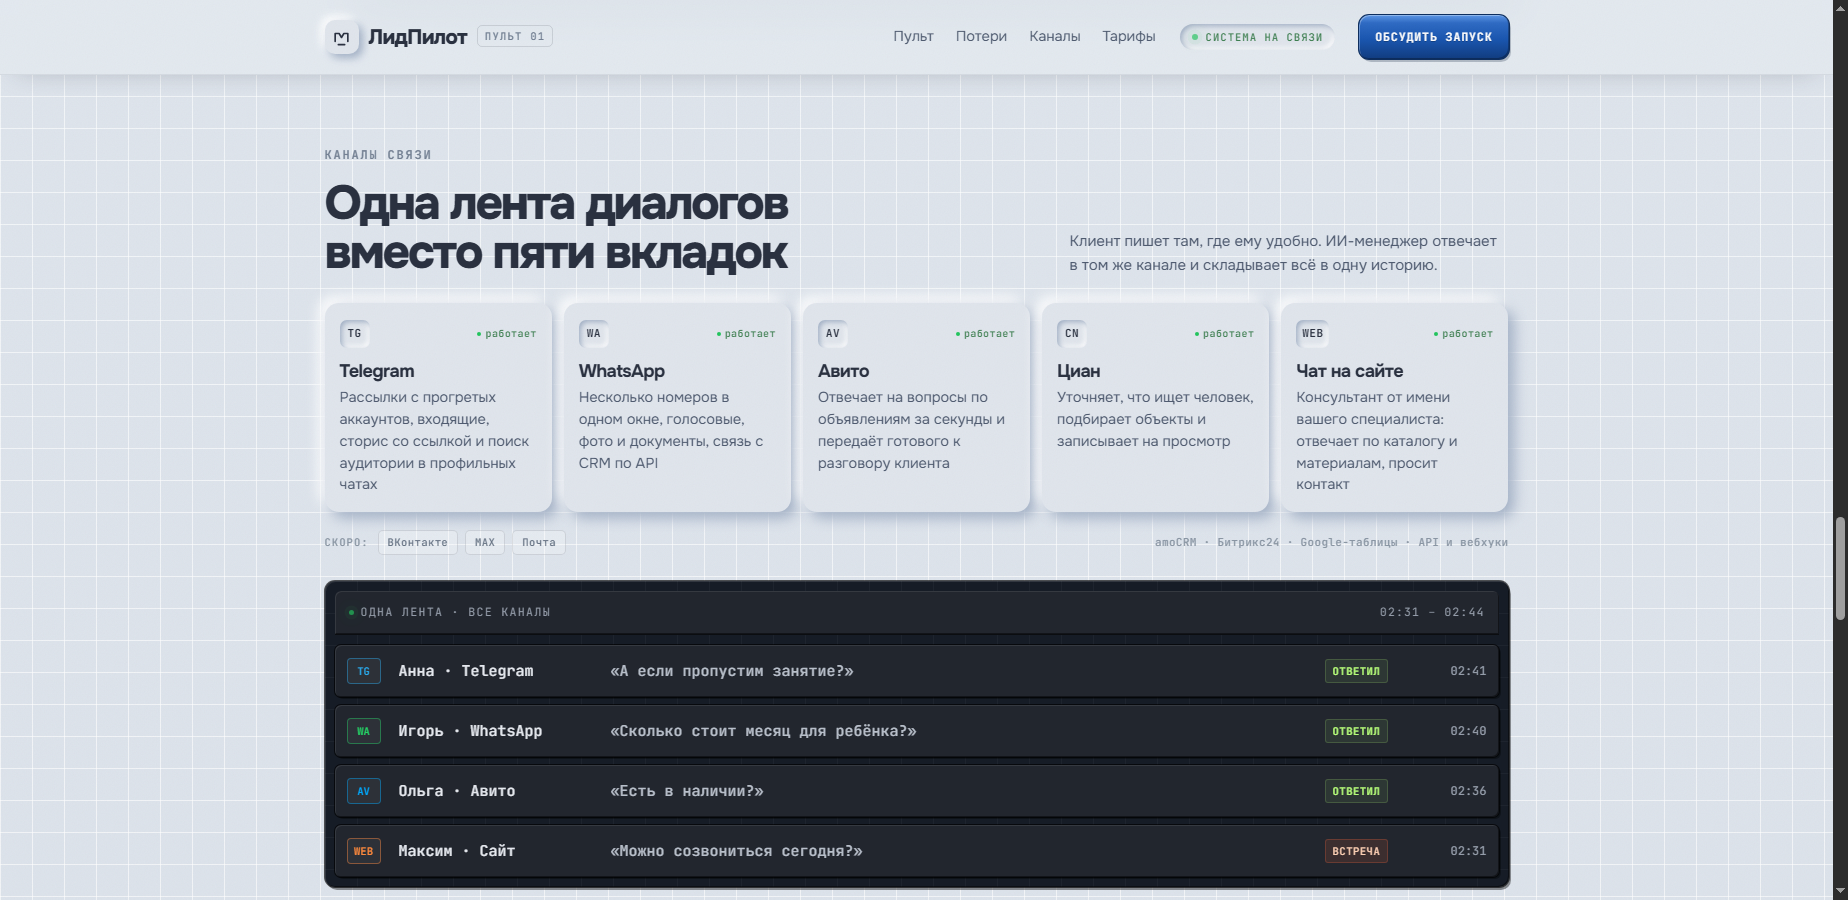 ЛидПилот
ПУЛЬТ 01
Пульт
Потери
Каналы
Тарифы
СИСТЕМА НА СВЯЗИ
ОБСУДИТЬ ЗАПУСК
КАНАЛЫ СВЯЗИ
Одна лента диалогов
вместо пяти вкладок
Клиент пишет там, где ему удобно. ИИ-менеджер отвечает
в том же канале и складывает всё в одну историю.
TG
работает
Telegram
Рассылки с прогретых
аккаунтов, входящие,
сторис со ссылкой и поиск
аудитории в профильных
чатах
WA
работает
WhatsApp
Несколько номеров в
одном окне, голосовые,
фото и документы, связь с
CRM по API
AV
работает
Авито
Отвечает на вопросы по
объявлениям за секунды и
передаёт готового к
разговору клиента
CN
работает
Циан
Уточняет, что ищет человек,
подбирает объекты и
записывает на просмотр
WEB
работает
Чат на сайте
Консультант от имени
вашего специалиста:
отвечает по каталогу и
материалам, просит
контакт
СКОРО:
ВКонтакте
MAX
Почта
amoCRM · Битрикс24 · Google-таблицы · API и вебхуки
ОДНА ЛЕНТА · ВСЕ КАНАЛЫ
02:31 – 02:44
TG
Анна · Telegram
«А если пропустим занятие?»
ОТВЕТИЛ
02:41
WA
Игорь · WhatsApp
«Сколько стоит месяц для ребёнка?»
ОТВЕТИЛ
02:40
AV
Ольга · Авито
«Есть в наличии?»
ОТВЕТИЛ
02:36
WEB
Максим · Сайт
«Можно созвониться сегодня?»
ВСТРЕЧА
02:31